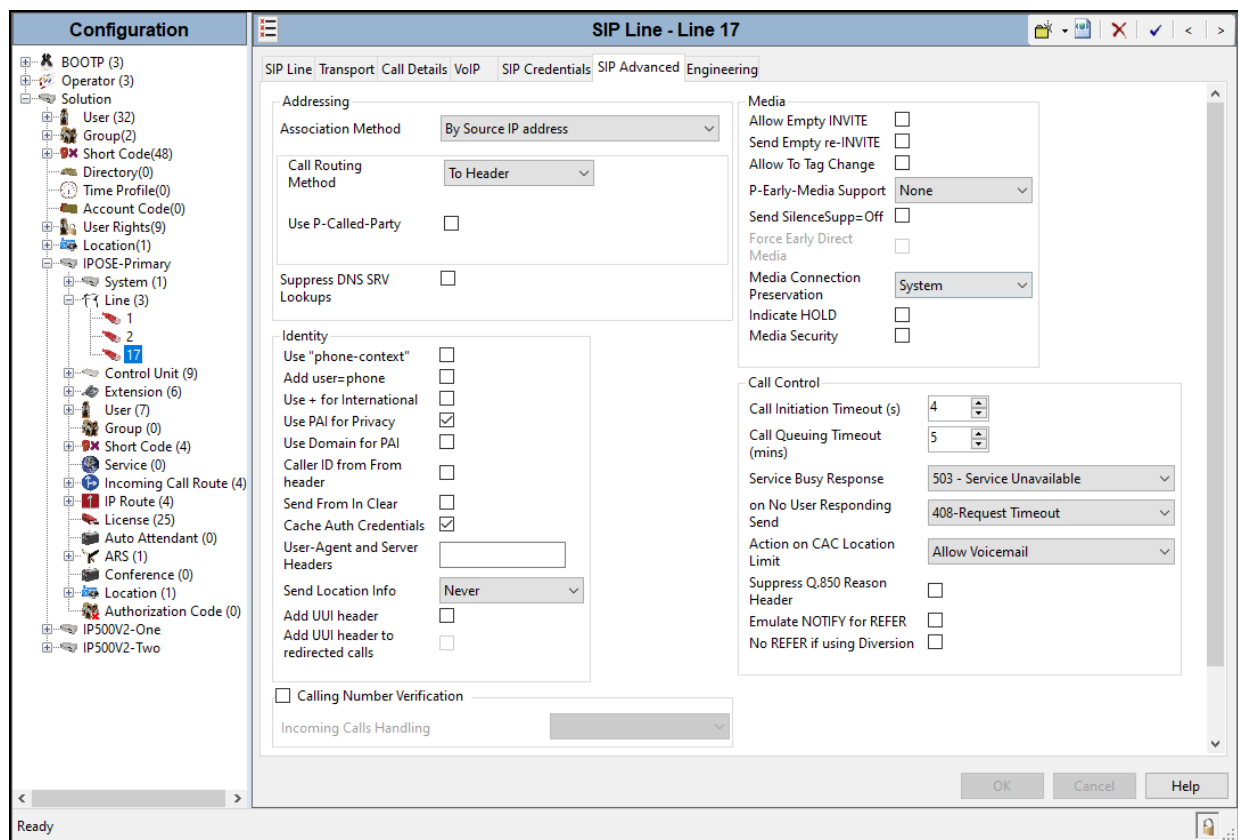 Configuration
BOOTP (3)
Operator (3)
Solution
User (32)
Group(2)
Short Code(48)
Directory(0)
Time Profile(0)
Account Code(0)
User Rights(9)
Location(1)
IPOSE-Primary
System (1)
Line (3)
1
2
17
Control Unit (9)
Extension (6)
User (7)
Group (0)
Short Code (4)
Service (0)
Incoming Call Route (4)
IP Route (4)
License (25)
Auto Attendant (0)
ARS (1)
Conference (0)
Location (1)
Authorization Code (0)
IP500V2-One
IP500V2-Two
SIP Line - Line 17
SIP Line Transport Call Details VoIP SIP Credentials SIP Advanced Engineering
Addressing
Association Method By Source IP address
Call Routing
Method
To Header
Use P-Called-Party
Suppress DNS SRV
Lookups
Identity
Use "phone-context"
Add user=phone
Use + for International
Use PAI for Privacy
Use Domain for PAI
Caller ID from From
header
Send From In Clear
Cache Auth Credentials
User-Agent and Server
Headers
Send Location Info Never
Add UUI header
Add UUI header to
redirected calls
Calling Number Verification
Incoming Calls Handling
Media
Allow Empty INVITE
Send Empty re-INVITE
Allow To Tag Change
P-Early-Media Support None
Send SilenceSupp=Off
Force Early Direct
Media
Media Connection
Preservation
System
Indicate HOLD
Media Security
Call Control
Call Initiation Timeout (s) 4
Call Queuing Timeout
(mins)
5
Service Busy Response 503 - Service Unavailable
on No User Responding
Send
408-Request Timeout
Action on CAC Location
Limit
Allow Voicemail
Suppress Q.850 Reason
Header
Emulate NOTIFY for REFER
No REFER if using Diversion
OK Cancel Help
Ready